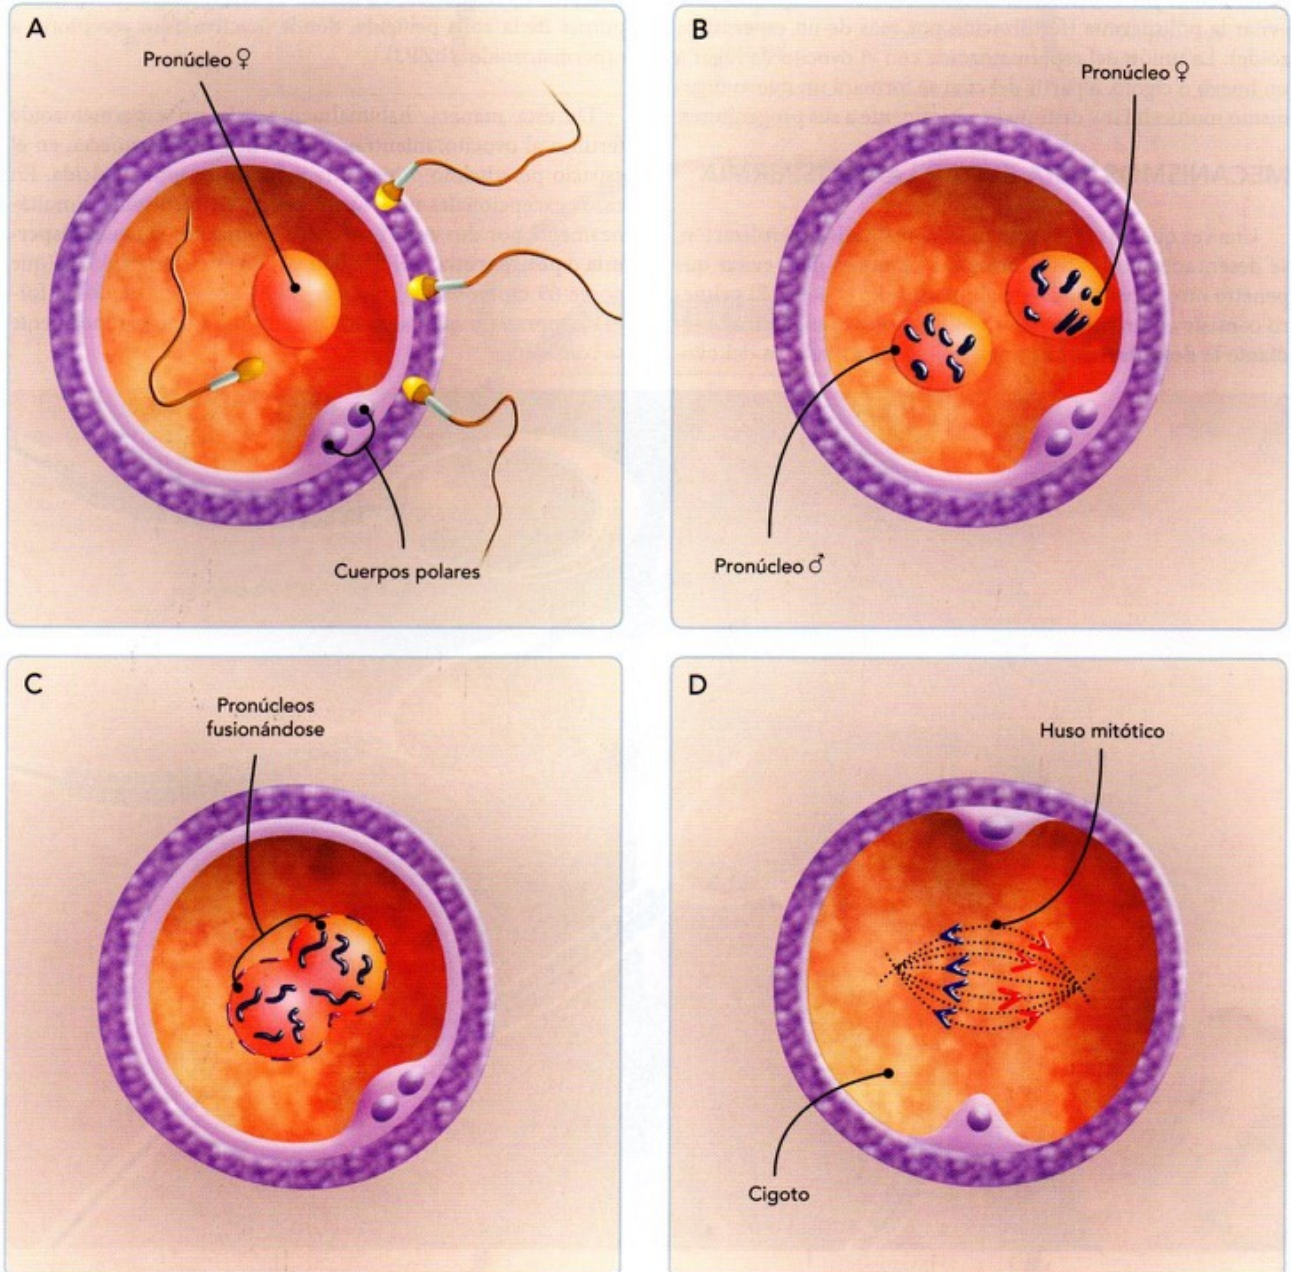 A
Pronúcleo ♀
Cuerpos polares
B
Pronúcleo ♀
Pronúcleo ♂
C
Pronúcleos
fusionándose
D
Huso mitótico
Cigoto